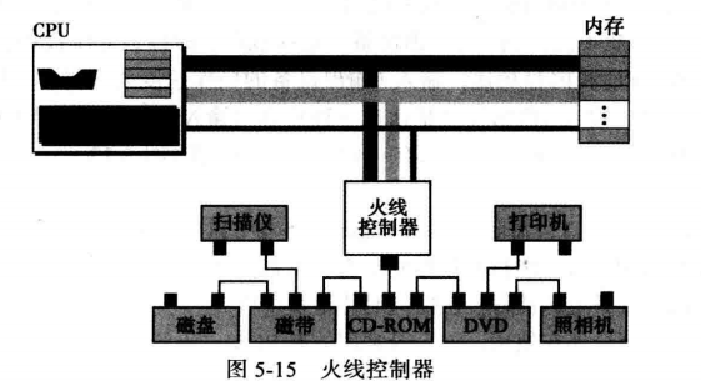 CPU
内存
火线
控制器
扫描仪
打印机
磁盘
磁带
CD-ROM
DVD
照相机
图 5-15 火线控制器